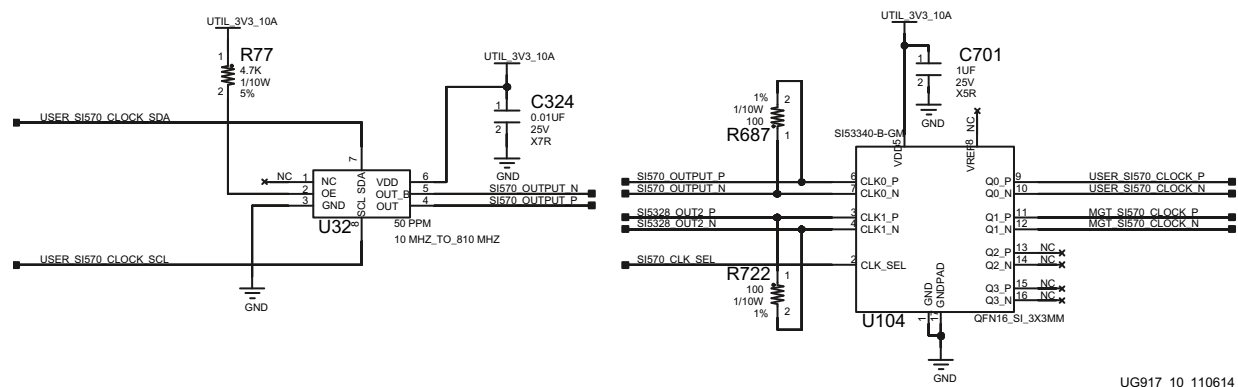 UTIL_3V3_10A
R77
4.7K
1/10W
5%
1
2
UTIL_3V3_10A
C324
0.01UF
25V
X7R
1
2
GND
USER_SI570_CLOCK_SDA
7
NC
1
2
3
NC
OE
GND
SCL SDA
VDD
OUT_B
OUT
6
5
4
SI570_OUTPUT_N
SI570_OUTPUT_P
U32
8
50 PPM
10 MHZ_TO_810 MHZ
USER_SI570_CLOCK_SCL
GND
UTIL_3V3_10A
C701
1UF
25V
X5R
1
2
GND
1%
1/10W
100
R687
2
1
SI53340-B-GM
VDD5
VREF8
NC
SI570_OUTPUT_P
6
CLK0_P
SI570_OUTPUT_N
7
CLK0_N
SI5328_OUT2_P
3
CLK1_P
SI5328_OUT2_N
4
CLK1_N
SI570_CLK_SEL
2
CLK_SEL
R722
100
1/10W
1%
1
2
Q0_P
9
USER_SI570_CLOCK_P
Q0_N
10
USER_SI570_CLOCK_N
Q1_P
11
MGT_SI570_CLOCK_P
Q1_N
12
MGT_SI570_CLOCK_N
Q2_P
13
NC
Q2_N
14
NC
Q3_P
15
NC
Q3_N
16
NC
GND
GNDPAD
U104
1
17
QFN16_SI_3X3MM
GND
UG917_10_110614